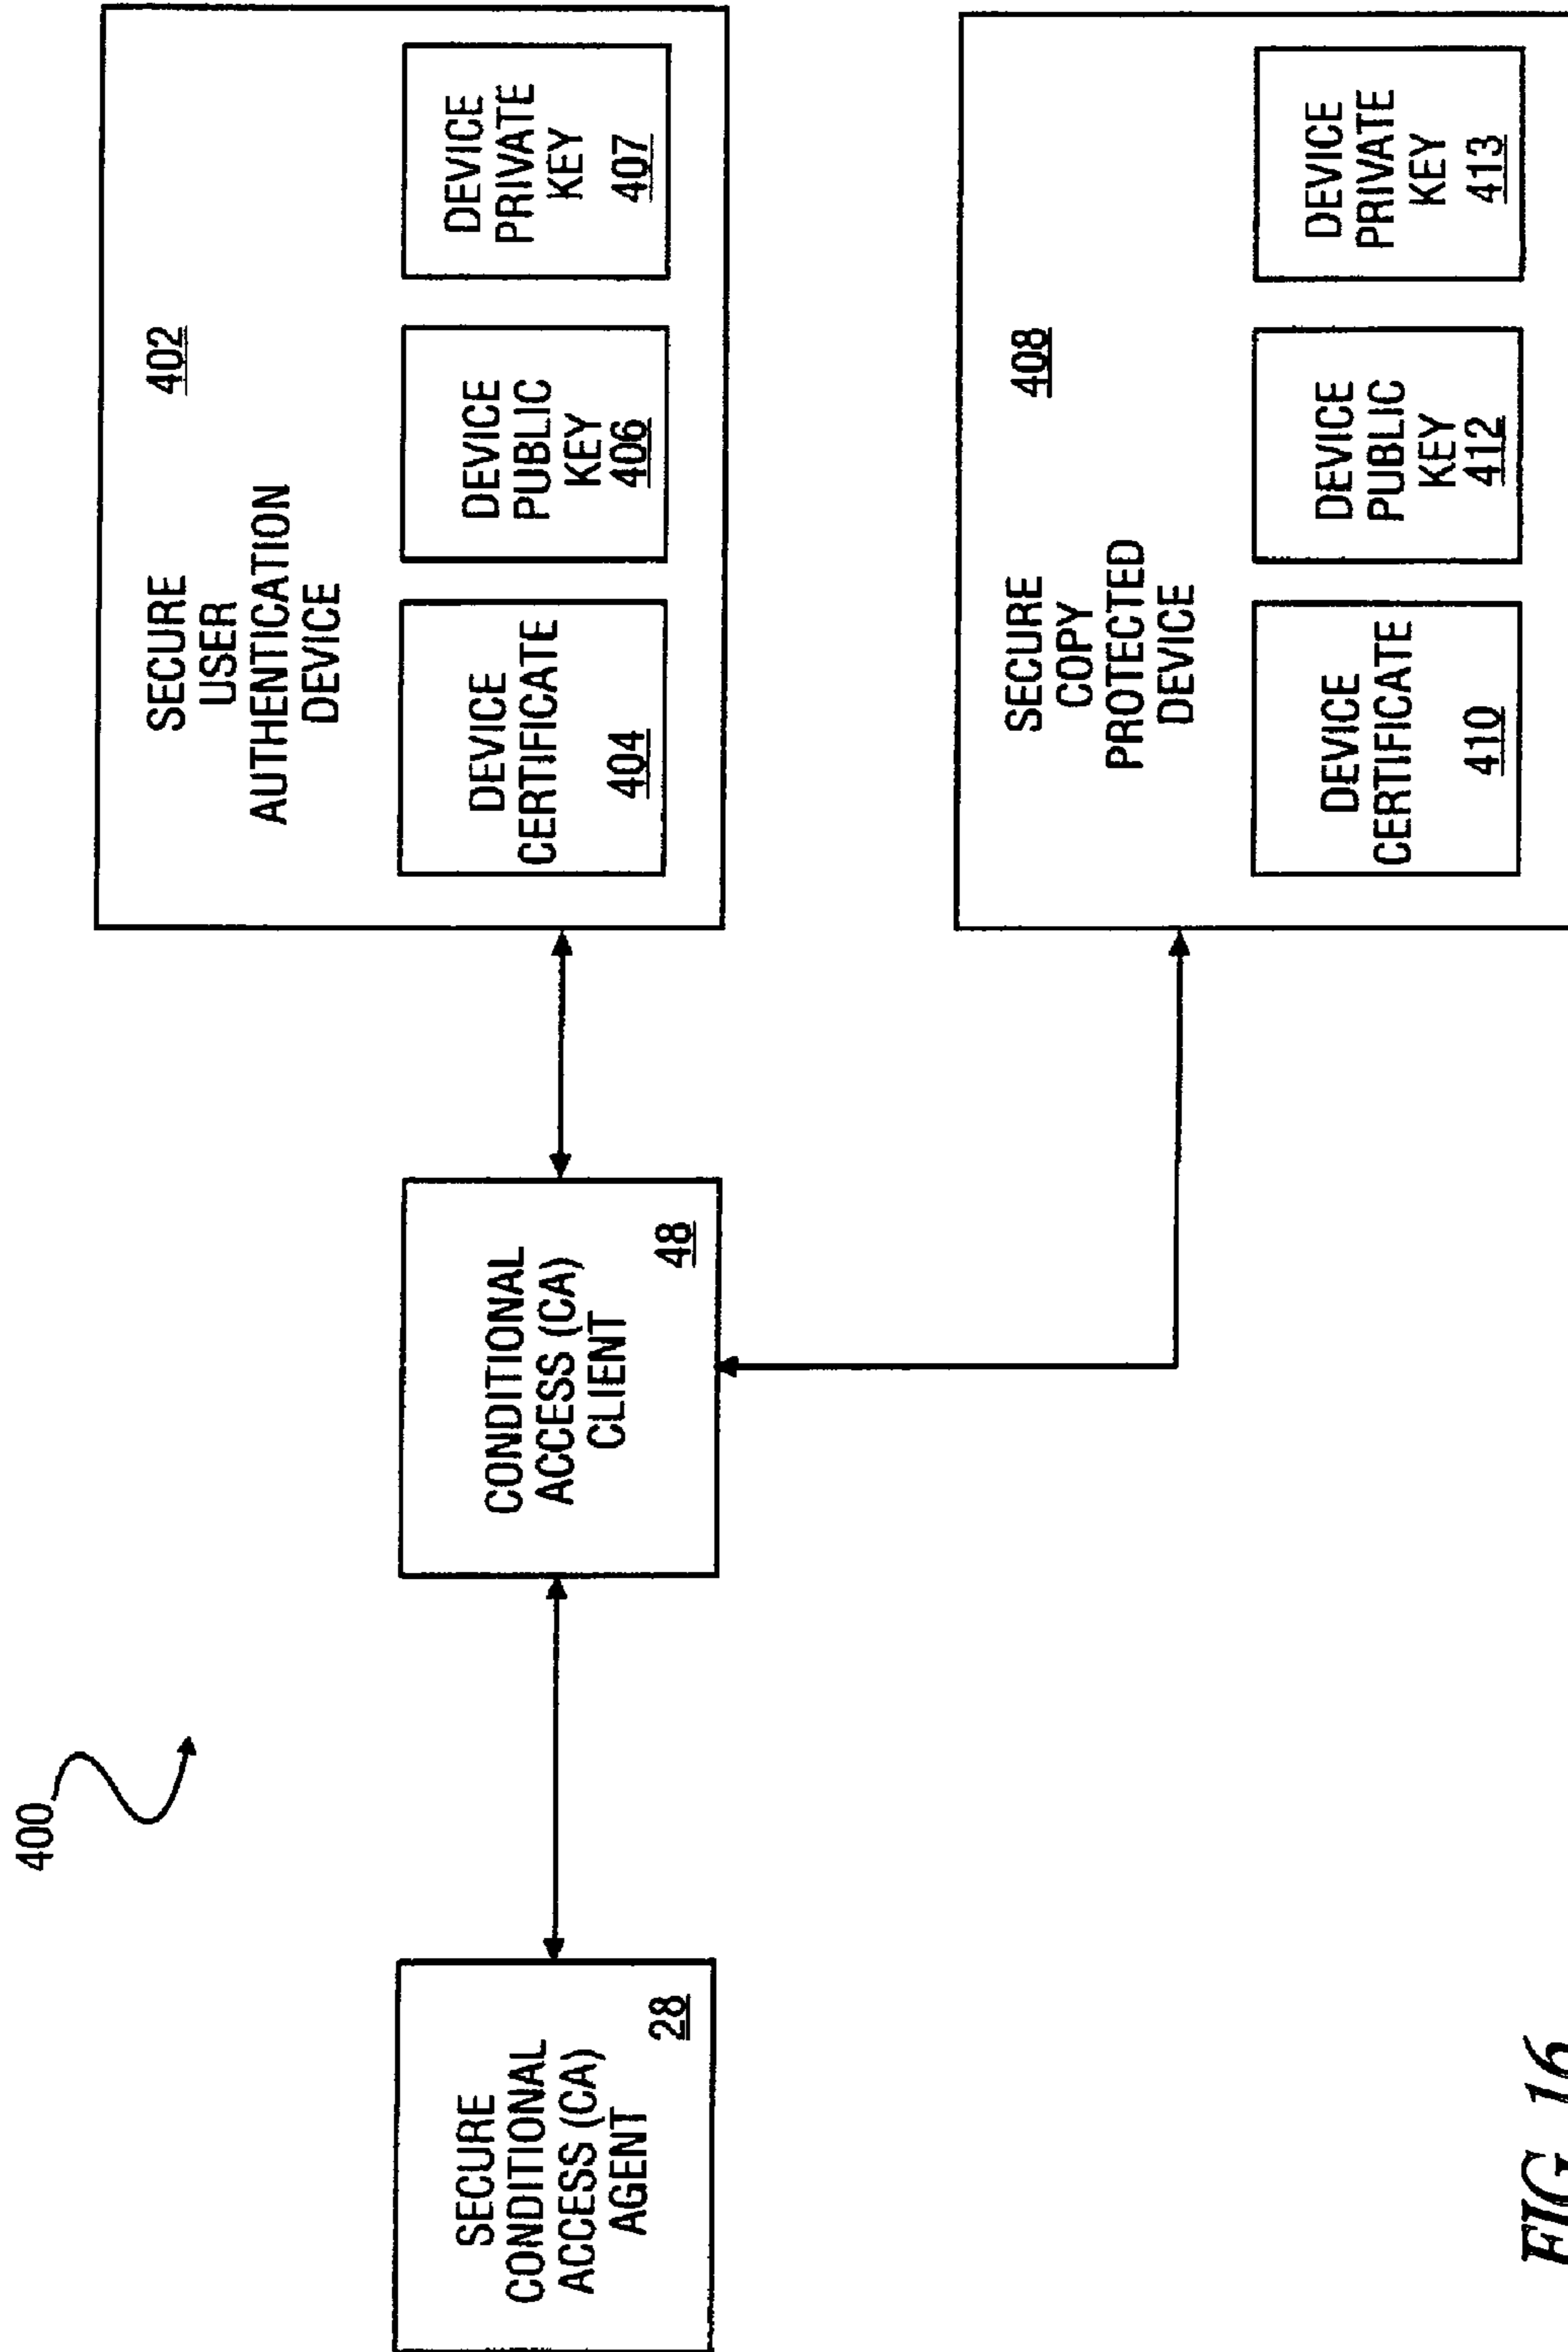 400
SECURE
CONDITIONAL
ACCESS (CA)
AGENT
28
CONDITIONAL
ACCESS (CA)
CLIENT
48
SECURE
USER
AUTHENTICATION
DEVICE
402
DEVICE
CERTIFICATE
404
DEVICE
PUBLIC
KEY
406
DEVICE
PRIVATE
KEY
407
SECURE
COPY
PROTECTED
DEVICE
408
DEVICE
CERTIFICATE
410
DEVICE
PUBLIC
KEY
412
DEVICE
PRIVATE
KEY
413
FIG. 16